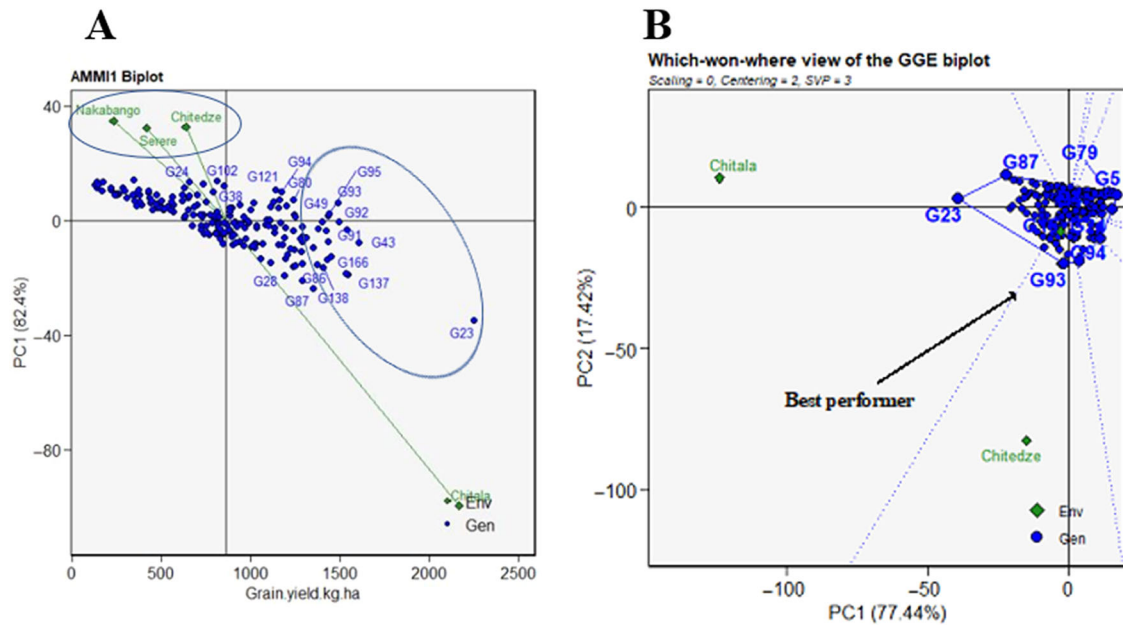 A
B
AMMI1 Biplot
Which-won-where view of the GGE biplot
Scaling = 0, Centering = 2, SVP = 3
PC1 (82.4%)
40
0
−40
−80
Nakabango
Serere
Chitedze
G24
G102
G38
G121
G94
G80
G95
G93
G49
G92
G91
G43
G166
G137
G28
G86
G87
G138
G23
Chitala
Env
Gen
0
500
1000
1500
2000
2500
Grain.yield.kg.ha
PC2 (17.42%)
0
−50
−100
Chitala
G87
G79
G5
G23
G94
G93
Best performer
Chitedze
Env
Gen
−100
−50
0
PC1 (77.44%)